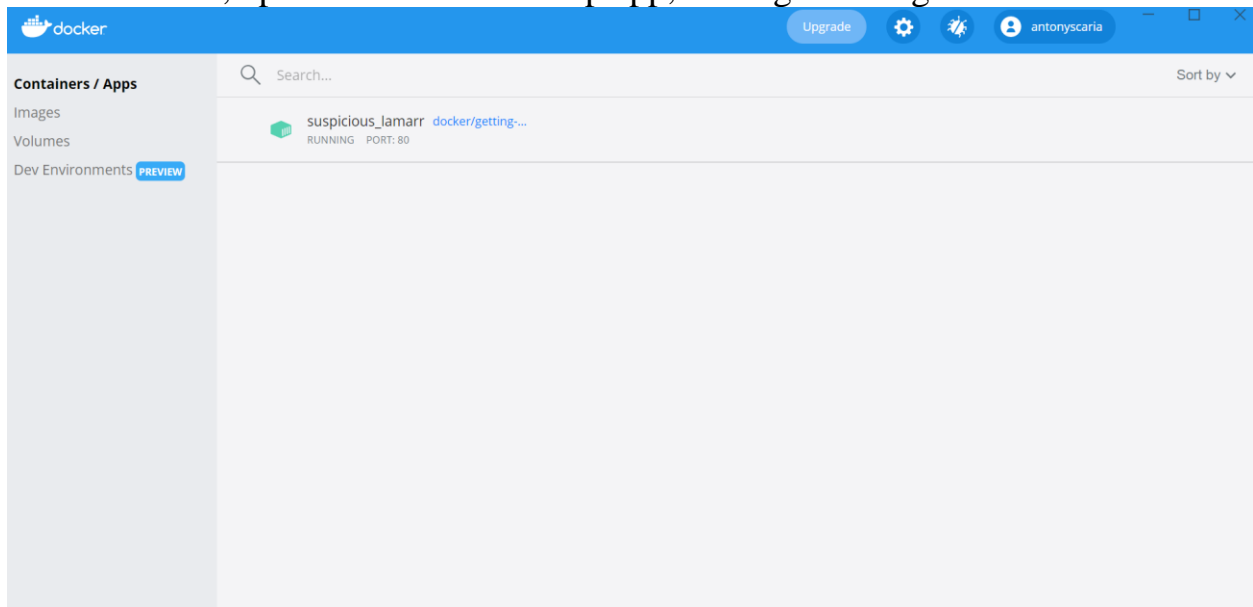 docker
Upgrade
antonyscaria
Containers / Apps
Images
Volumes
Dev Environments PREVIEW
Search...
Sort by
suspicious_lamarr docker/getting-...
RUNNING PORT: 80